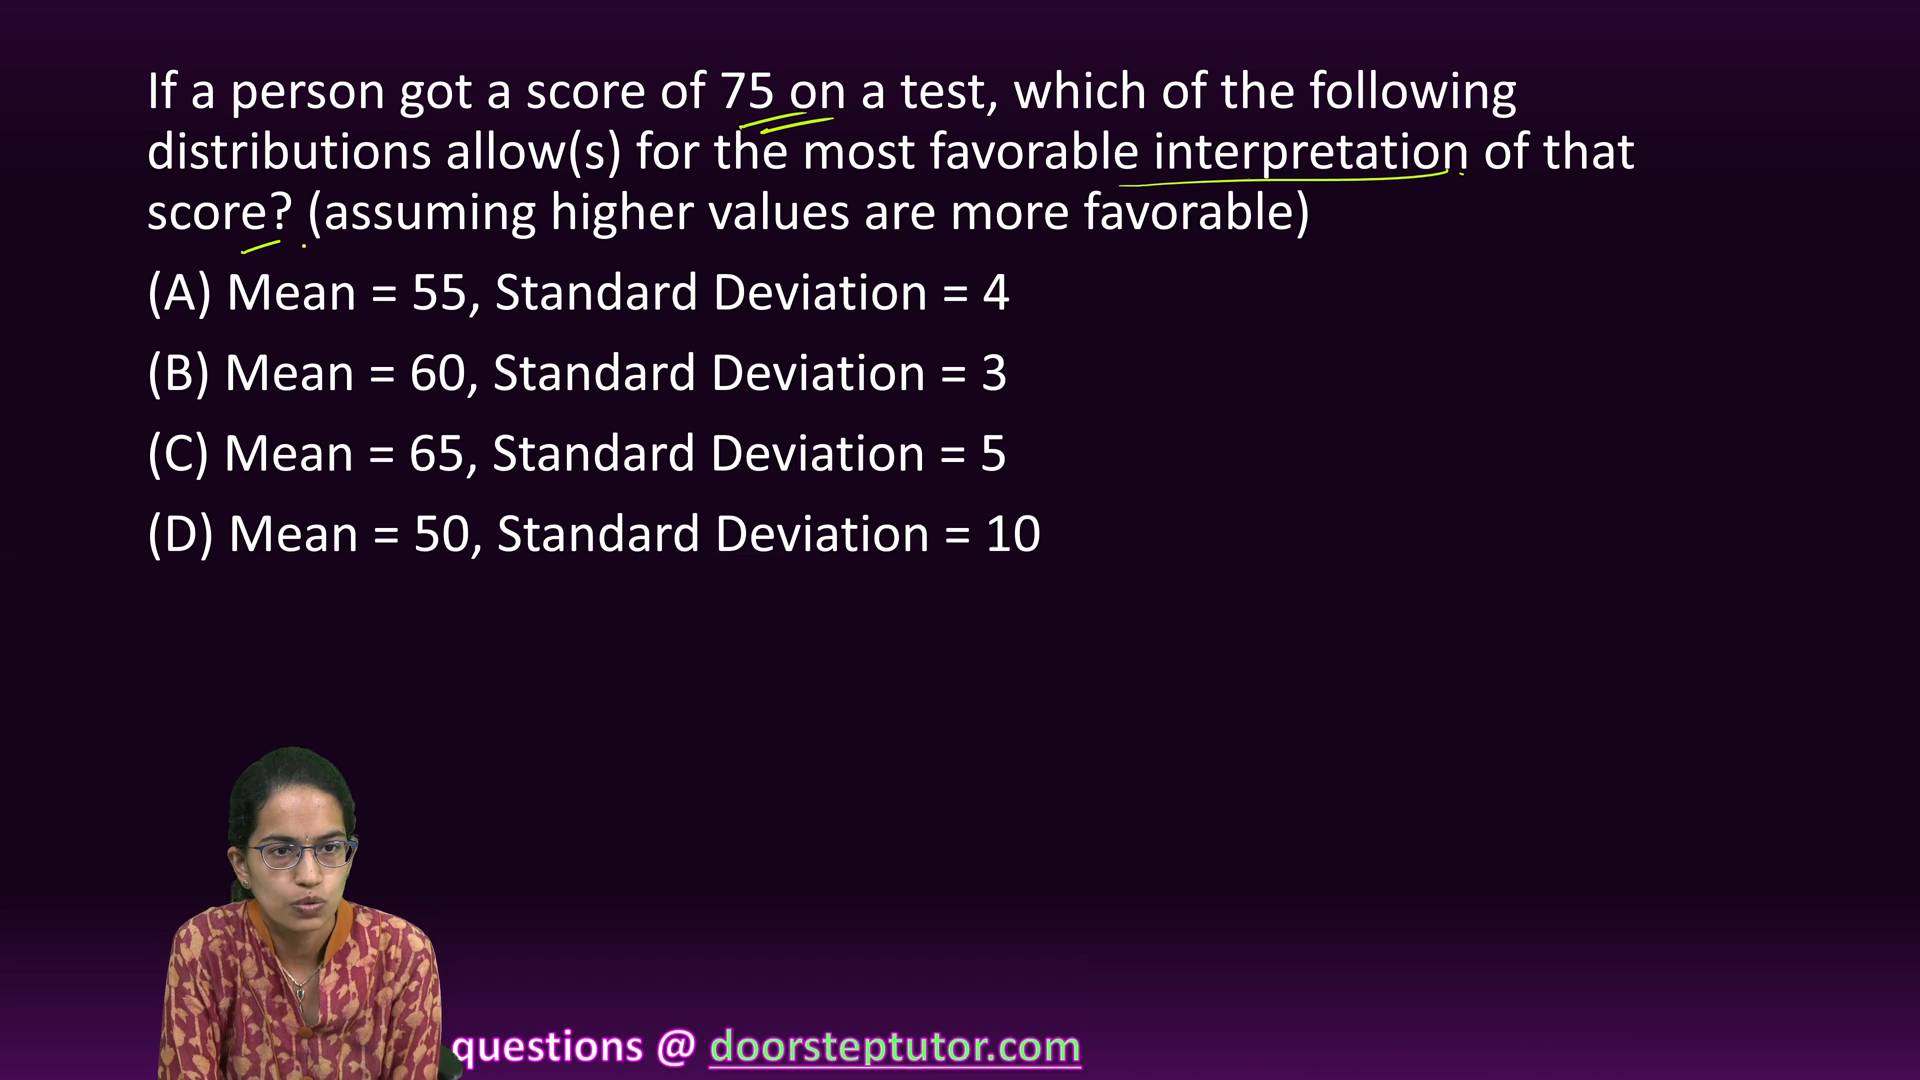 If a person got a score of 75 on a test, which of the following
distributions allow(s) for the most favorable interpretation of that
score? (assuming higher values are more favorable)
(A) Mean = 55, Standard Deviation = 4
(B) Mean = 60, Standard Deviation = 3
(C) Mean = 65, Standard Deviation = 5
(D) Mean = 50, Standard Deviation = 10
questions @ doorsteptutor.com